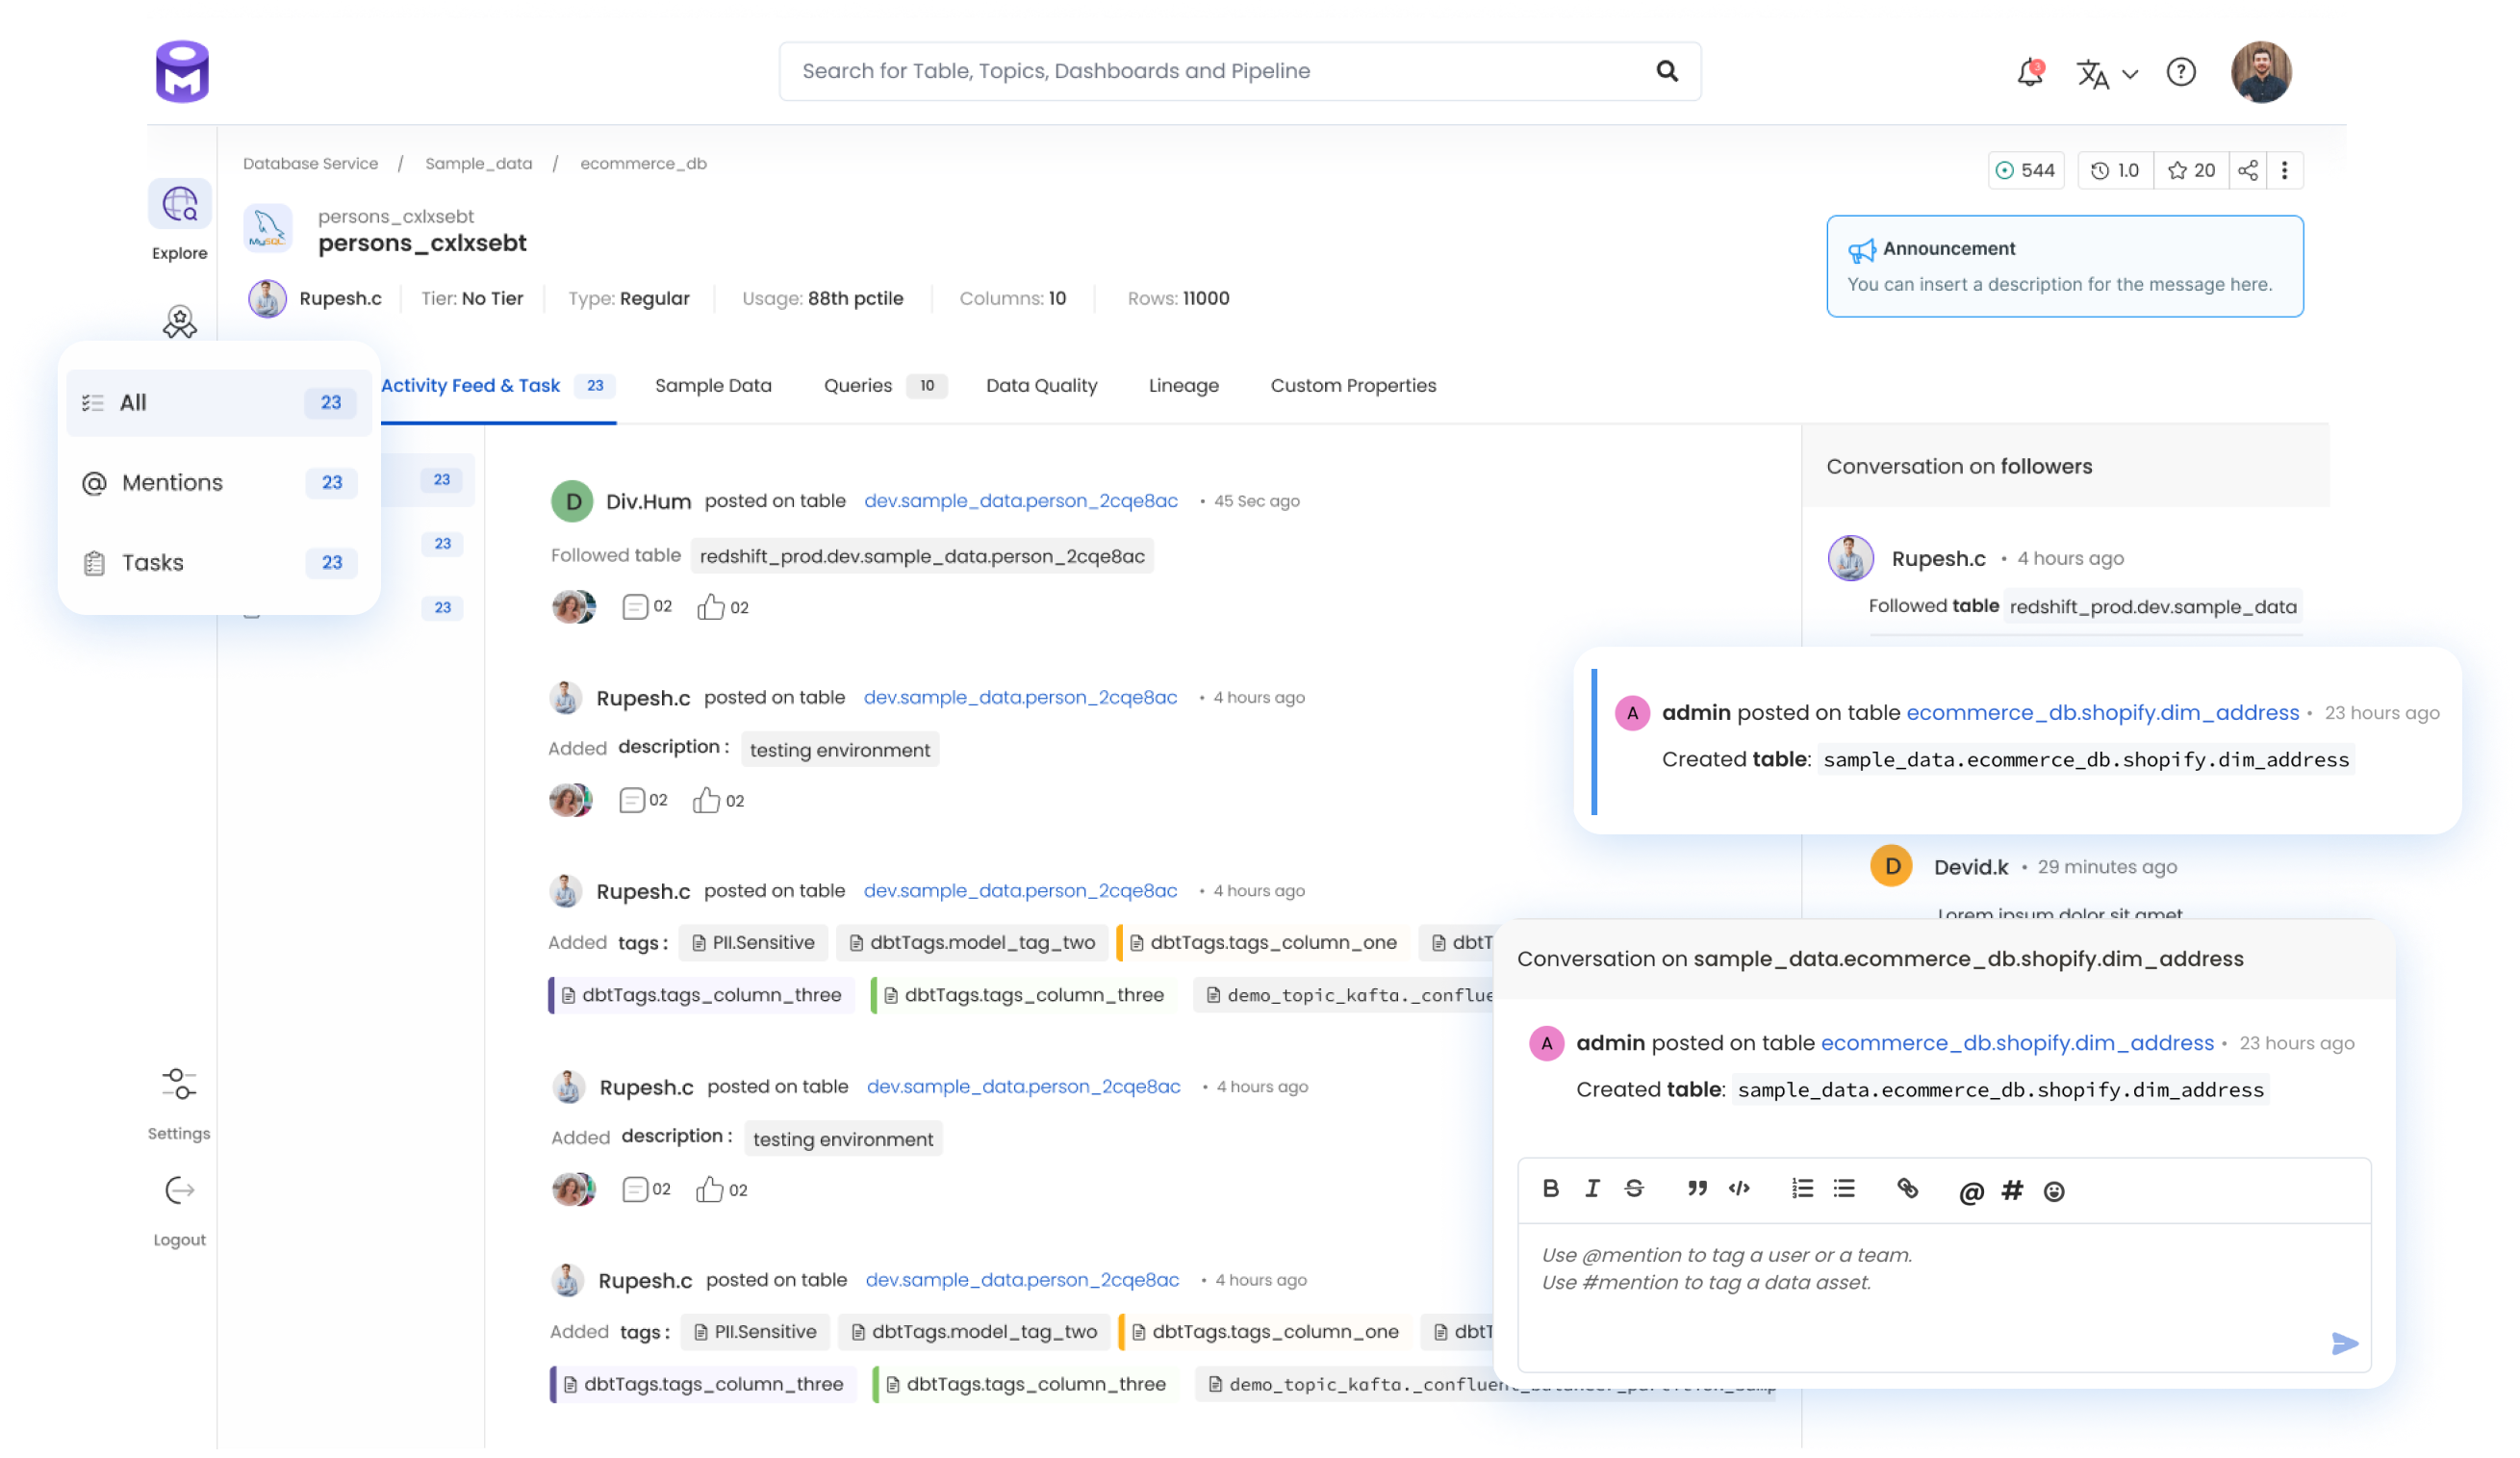 Search for Table, Topics, Dashboards and Pipeline
3
Database Service / Sample_data / ecommerce_db
544 1.0 20
Explore
MySQL
persons_cxlxsebt
persons_cxlxsebt
Announcement
You can insert a description for the message here.
Rupesh.c Tier: No Tier Type: Regular Usage: 88th pctile Columns: 10 Rows: 11000
All 23
Mentions 23
Tasks 23
Activity Feed & Task 23 Sample Data Queries 10 Data Quality Lineage Custom Properties
23
23
23
D Div.Hum posted on table dev.sample_data.person_2cqe8ac • 45 Sec ago
Followed table redshift_prod.dev.sample_data.person_2cqe8ac
02 02
Rupesh.c posted on table dev.sample_data.person_2cqe8ac • 4 hours ago
Added description : testing environment
02 02
Rupesh.c posted on table dev.sample_data.person_2cqe8ac • 4 hours ago
Added tags : PII.Sensitive dbtTags.model_tag_two dbtTags.tags_column_one dbtT
dbtTags.tags_column_three dbtTags.tags_column_three demo_topic_kafta._conflue
Rupesh.c posted on table dev.sample_data.person_2cqe8ac • 4 hours ago
Added description : testing environment
02 02
Rupesh.c posted on table dev.sample_data.person_2cqe8ac • 4 hours ago
Added tags : PII.Sensitive dbtTags.model_tag_two dbtTags.tags_column_one dbtT
dbtTags.tags_column_three dbtTags.tags_column_three demo_topic_kafta._confluent
Conversation on followers
Rupesh.c • 4 hours ago
Followed table redshift_prod.dev.sample_data
A admin posted on table ecommerce_db.shopify.dim_address • 23 hours ago
Created table: sample_data.ecommerce_db.shopify.dim_address
D Devid.k • 29 minutes ago
Lorem ipsum dolor sit amet
Conversation on sample_data.ecommerce_db.shopify.dim_address
A admin posted on table ecommerce_db.shopify.dim_address • 23 hours ago
Created table: sample_data.ecommerce_db.shopify.dim_address
B I S @ #
Use @mention to tag a user or a team.
Use #mention to tag a data asset.
Settings
Logout